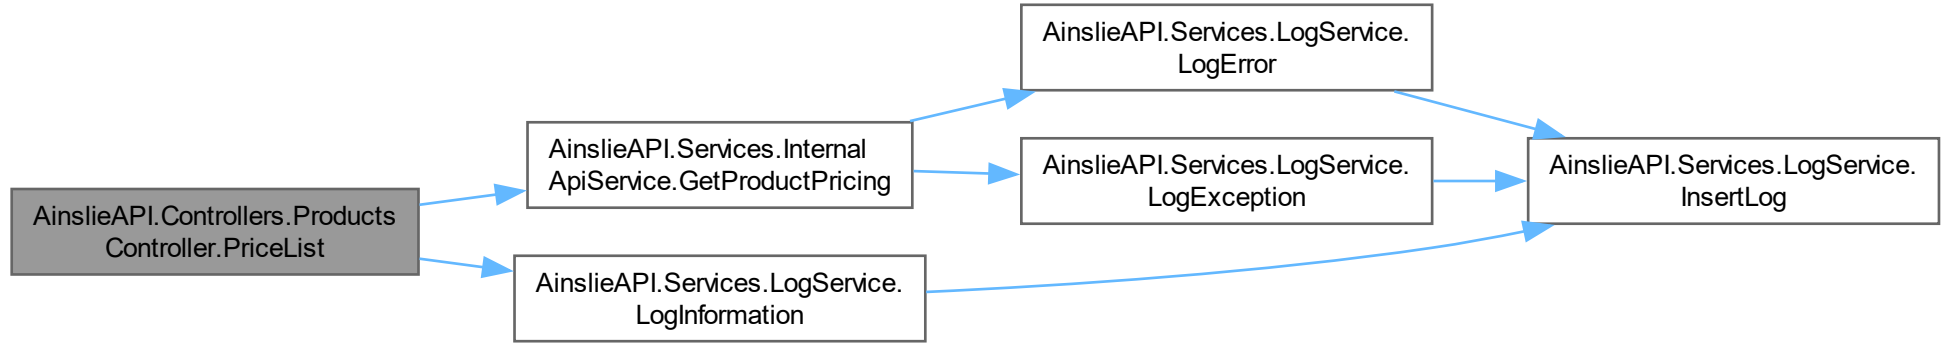 AinslieAPI.Controllers.Products
Controller.PriceList
AinslieAPI.Services.Internal
ApiService.GetProductPricing
AinslieAPI.Services.LogService.
LogError
AinslieAPI.Services.LogService.
LogException
AinslieAPI.Services.LogService.
InsertLog
AinslieAPI.Services.LogService.
LogInformation